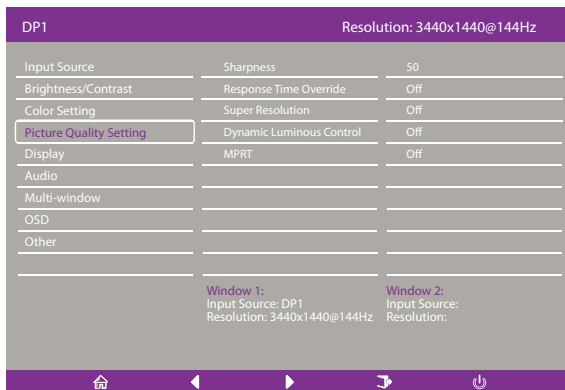 DP1 Resolution: 3440x1440@144Hz
Input Source Sharpness 50
Brightness/Contrast Response Time Override Off
Color Setting Super Resolution Off
Picture Quality Setting Dynamic Luminous Control Off
Display MPRT Off
Audio
Multi-window
OSD
Other
Window 1: Window 2:
Input Source: DP1 Input Source:
Resolution: 3440x1440@144Hz Resolution: